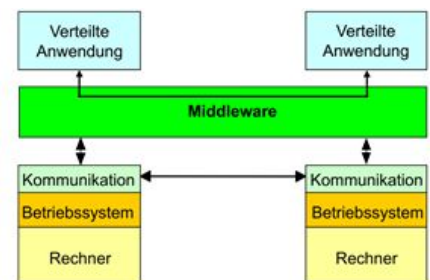 Verteilte
Anwendung
Verteilte
Anwendung
Middleware
Kommunikation
Kommunikation
Betriebssystem
Betriebssystem
Rechner
Rechner